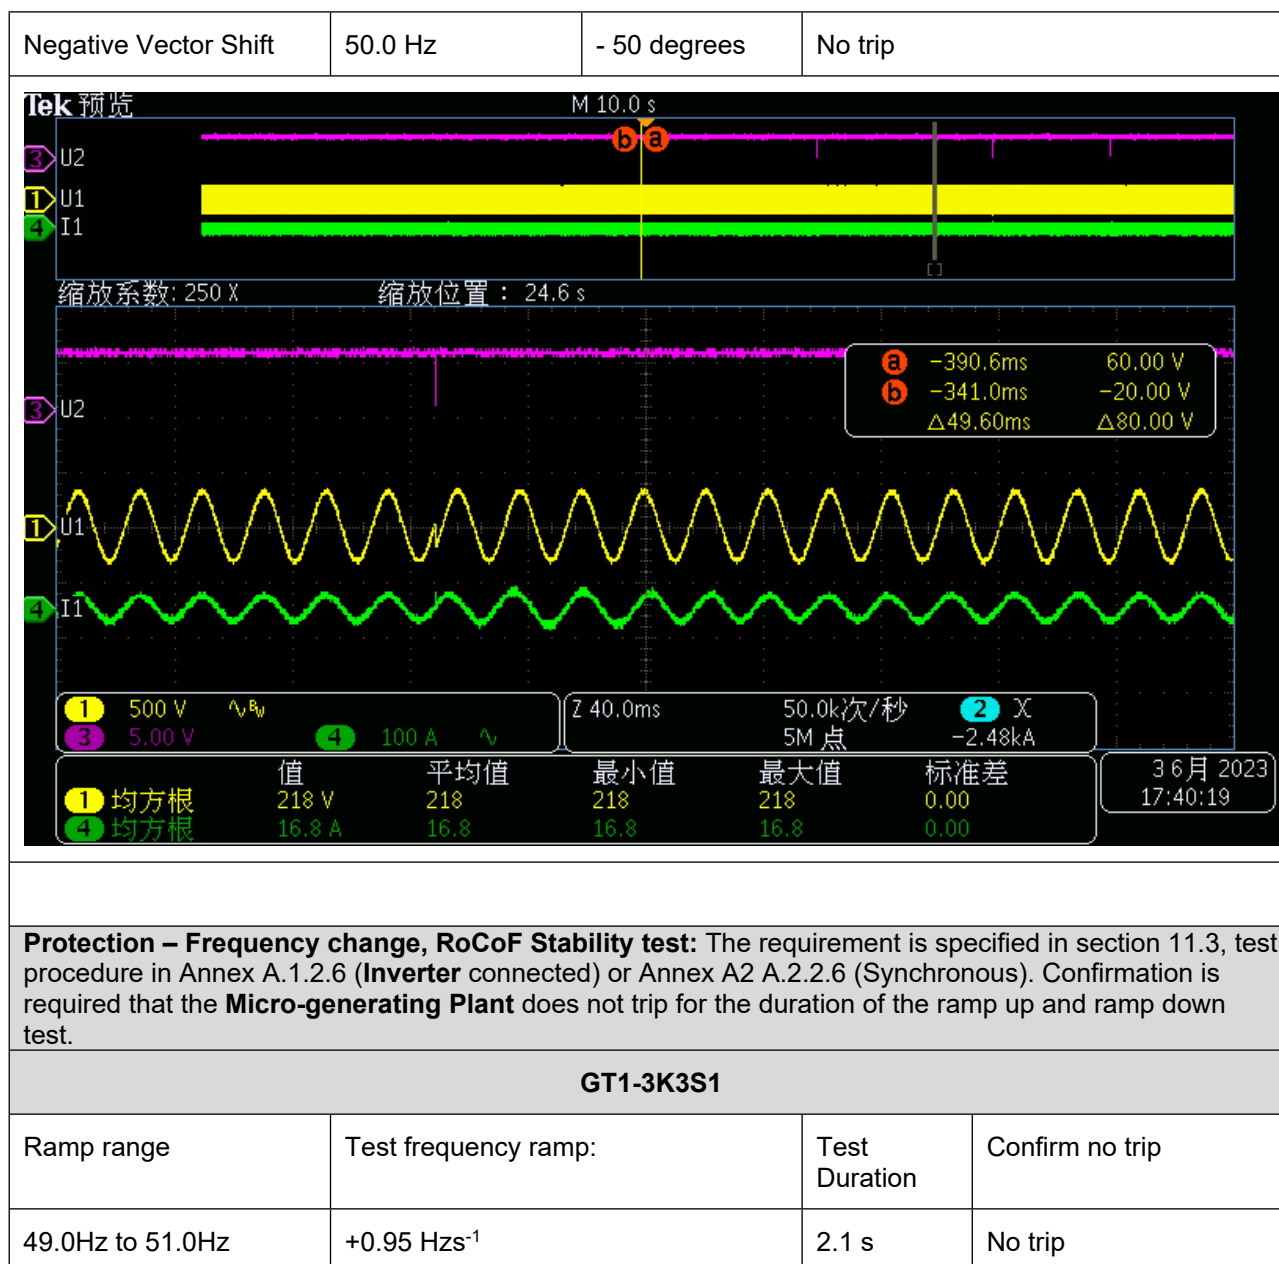 Negative Vector Shift 50.0 Hz - 50 degrees No trip
Tek 预览 M 10.0 s
b a
3 U2
1 U1
4 I1
缩放系数: 250 X 缩放位置： 24.6 s
a −390.6ms 60.00 V
b −341.0ms −20.00 V
△49.60ms △80.00 V
3 U2
1 U1
4 I1
1 500 V BW Z 40.0ms 50.0k次/秒 2 X
3 5.00 V 4 100 A 5M 点 −2.48kA
值 平均值 最小值 最大值 标准差
1 均方根 218 V 218 218 218 0.00
4 均方根 16.8 A 16.8 16.8 16.8 0.00
3 6月 2023
17:40:19
Protection – Frequency change, RoCoF Stability test: The requirement is specified in section 11.3, test
procedure in Annex A.1.2.6 (Inverter connected) or Annex A2 A.2.2.6 (Synchronous). Confirmation is
required that the Micro-generating Plant does not trip for the duration of the ramp up and ramp down
test.
GT1-3K3S1
Ramp range Test frequency ramp: Test Confirm no trip
Duration
49.0Hz to 51.0Hz +0.95 Hzs-1 2.1 s No trip